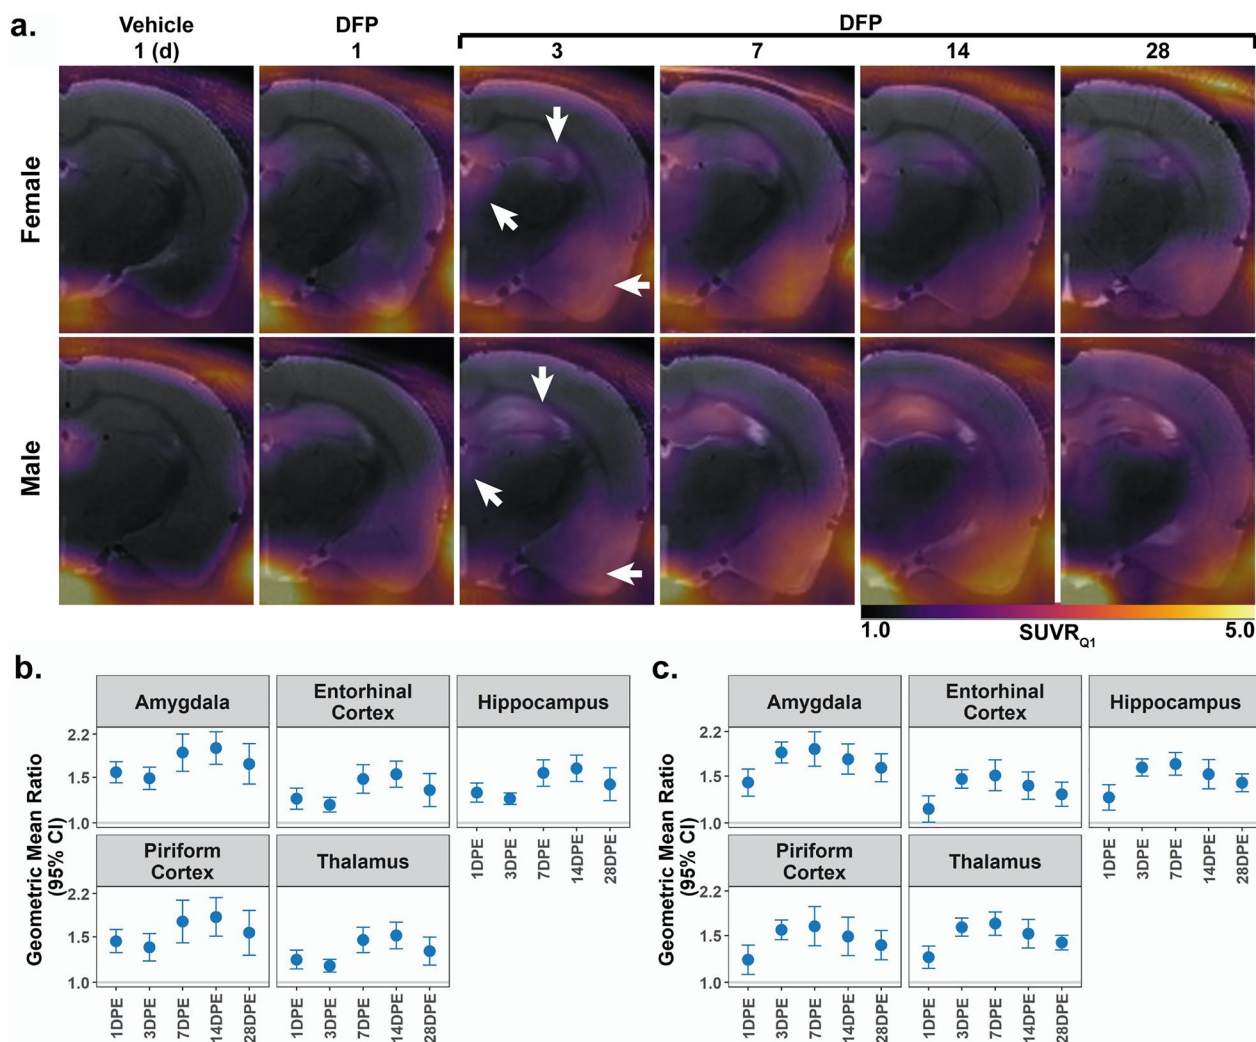 a.
Vehicle
1 (d)
DFP
1
DFP
3 7 14 28
Female
Male
1.0 SUVRQ1 5.0
b.
Geometric Mean Ratio
(95% CI)
Amygdala
Entorhinal
Cortex
Hippocampus
2.2
1.5
1.0
1DPE 3DPE 7DPE 14DPE 28DPE
Piriform
Cortex
Thalamus
2.2
1.5
1.0
1DPE 3DPE 7DPE 14DPE 28DPE
1DPE 3DPE 7DPE 14DPE 28DPE
c.
Geometric Mean Ratio
(95% CI)
Amygdala
Entorhinal
Cortex
Hippocampus
2.2
1.5
1.0
1DPE 3DPE 7DPE 14DPE 28DPE
Piriform
Cortex
Thalamus
2.2
1.5
1.0
1DPE 3DPE 7DPE 14DPE 28DPE
1DPE 3DPE 7DPE 14DPE 28DPE